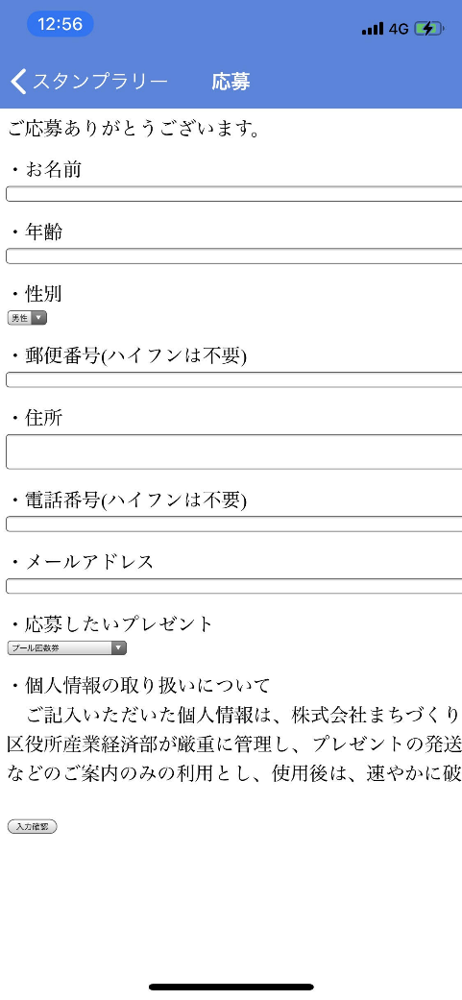 12:56
4G
スタンプラリー 応募
ご応募ありがとうございます。
・お名前
・年齢
・性別
男性
・郵便番号(ハイフンは不要)
・住所
・電話番号(ハイフンは不要)
・メールアドレス
・応募したいプレゼント
プール回数券
・個人情報の取り扱いについて
ご記入いただいた個人情報は、株式会社まちづくり
区役所産業経済部が厳重に管理し、プレゼントの発送
などのご案内のみの利用とし、使用後は、速やかに破
入力確認